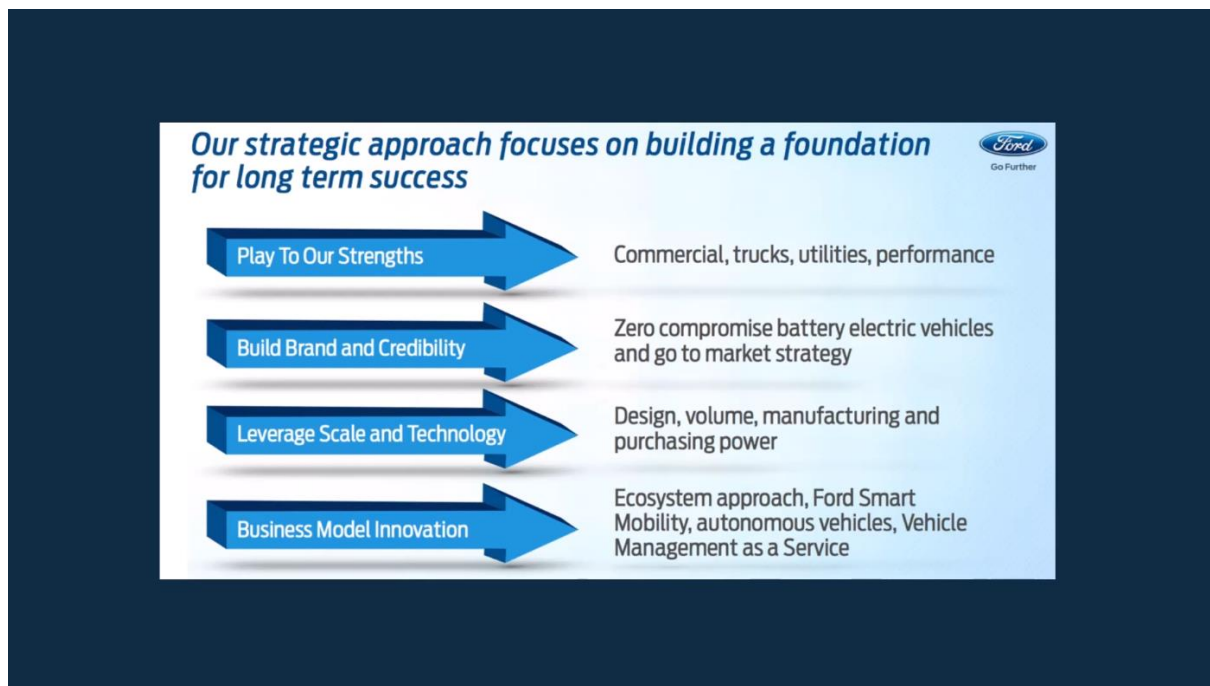 Our strategic approach focuses on building a foundation
for long term success
Ford
Go Further
Play To Our Strengths
Commercial, trucks, utilities, performance
Build Brand and Credibility
Zero compromise battery electric vehicles
and go to market strategy
Leverage Scale and Technology
Design, volume, manufacturing and
purchasing power
Business Model Innovation
Ecosystem approach, Ford Smart
Mobility, autonomous vehicles, Vehicle
Management as a Service